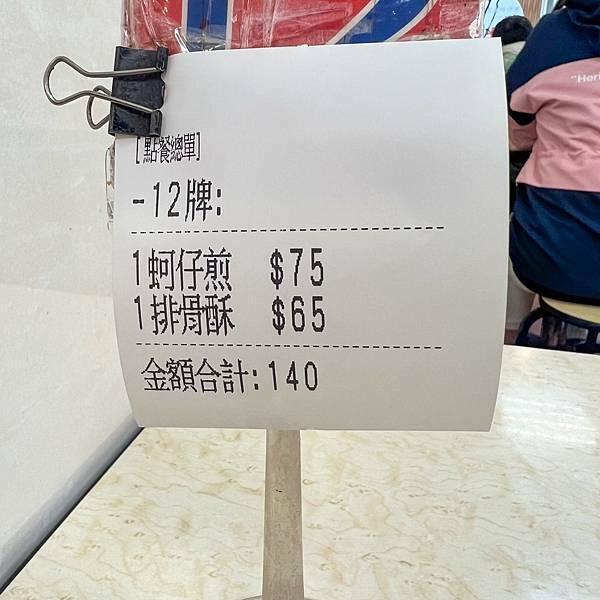 [點餐總單]
-12牌:
1蚵仔煎 $75
1排骨酥 $65
金額合計:140
"Heri